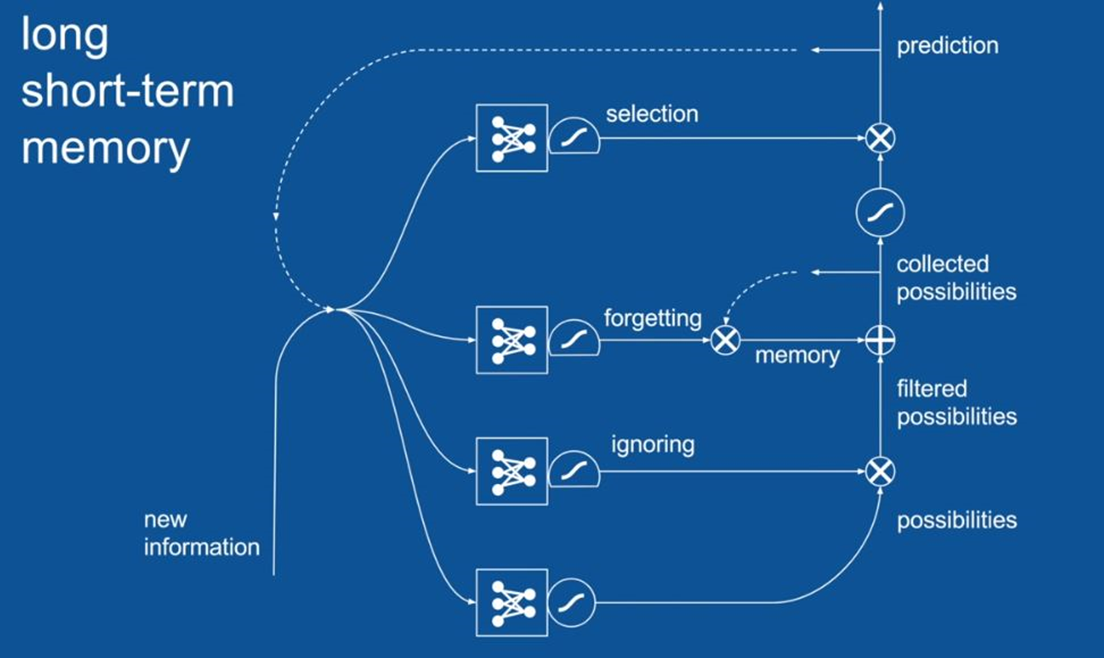 long
short-term
memory
prediction
selection
collected
possibilities
forgetting
memory
filtered
possibilities
ignoring
new
information
possibilities